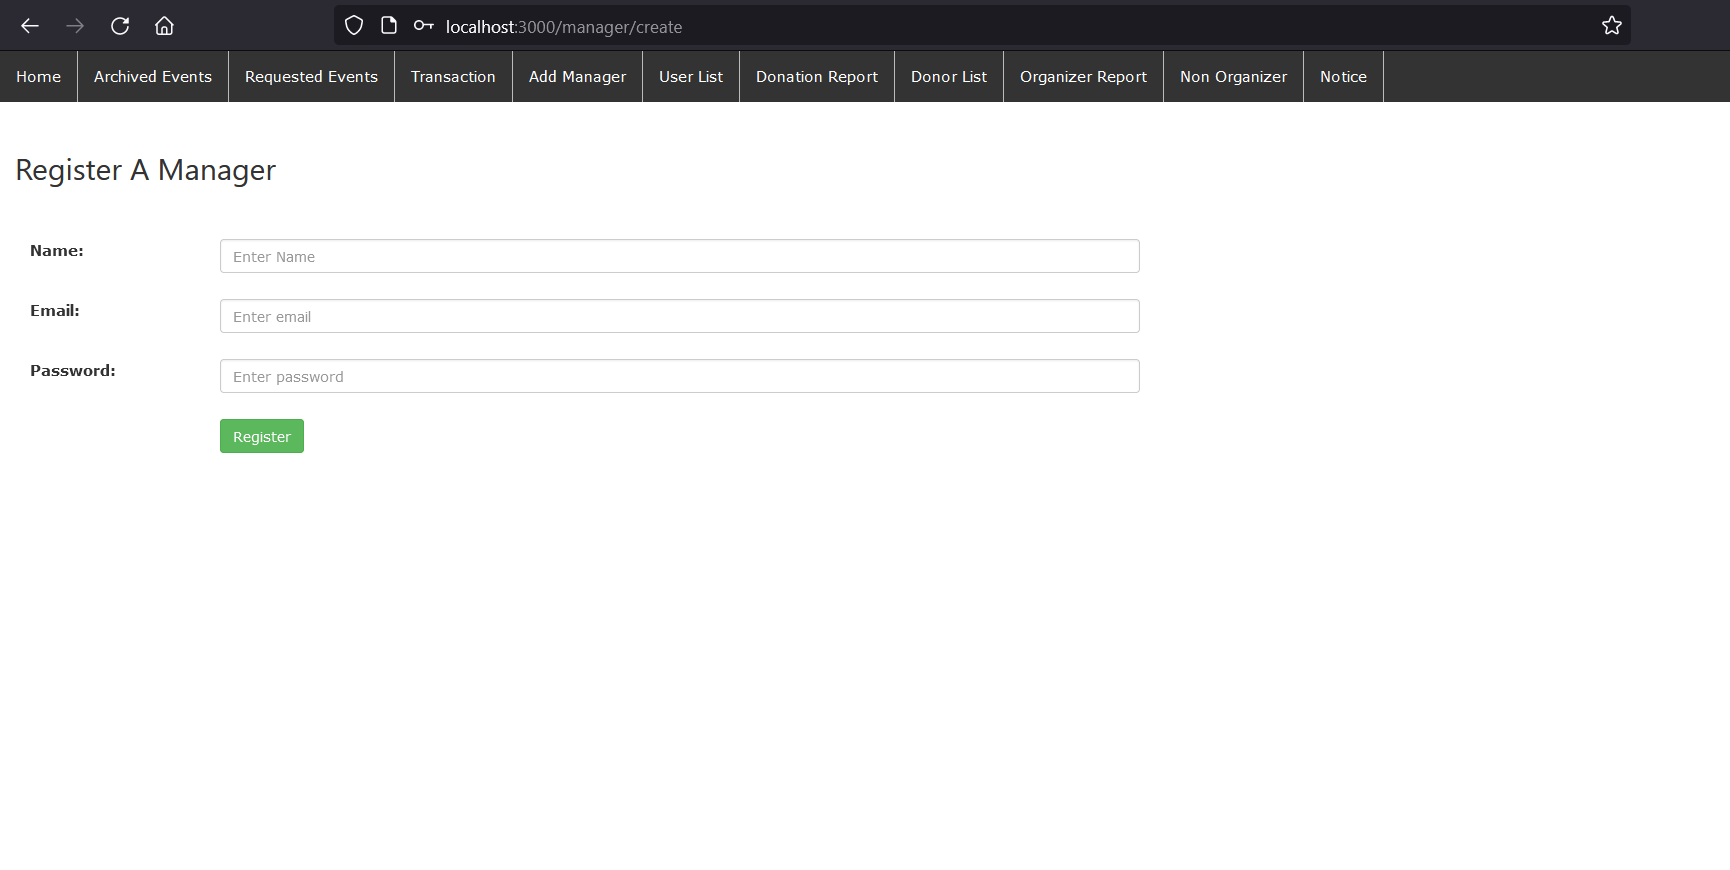 localhost:3000/manager/create
Home Archived Events Requested Events Transaction Add Manager User List Donation Report Donor List Organizer Report Non Organizer Notice
Register A Manager
Name: Enter Name
Email: Enter email
Password: Enter password
Register